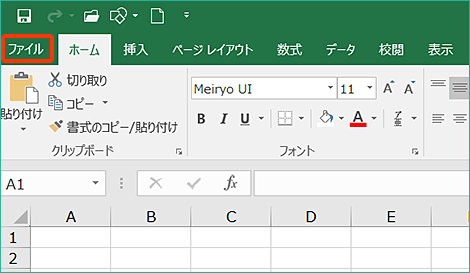 ファイル ホーム 挿入 ページ レイアウト 数式 データ 校閲 表示
切り取り
コピー
書式のコピー/貼り付け
貼り付け
クリップボード
Meiryo UI 11 A A
B I U A ア亜
フォント
A1 fx
A B C D E
1
2